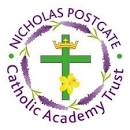 • NICHOLAS POSTGATE •
Catholic Academy Trust